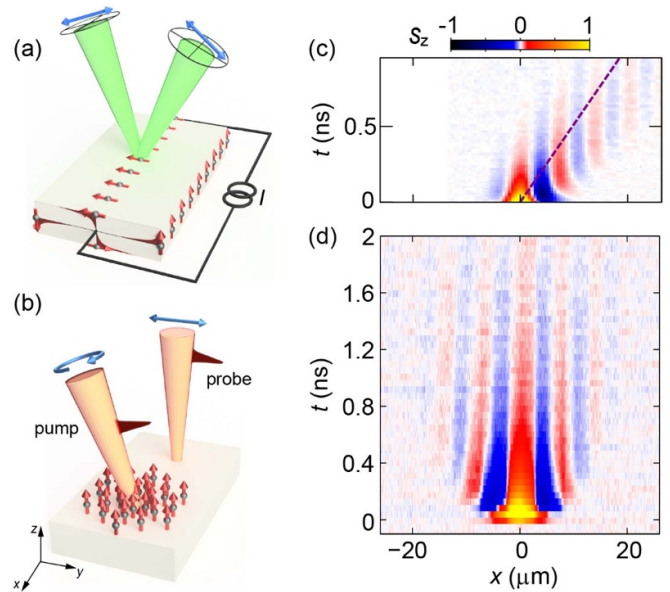 (a)
I
(b)
pump
probe
z
y
x
(c)
Sz
-1 0 1
t (ns)
0.5
0
(d)
2
1.6
1.2
0.8
0.4
0
t (ns)
−20 0 20
x (μm)